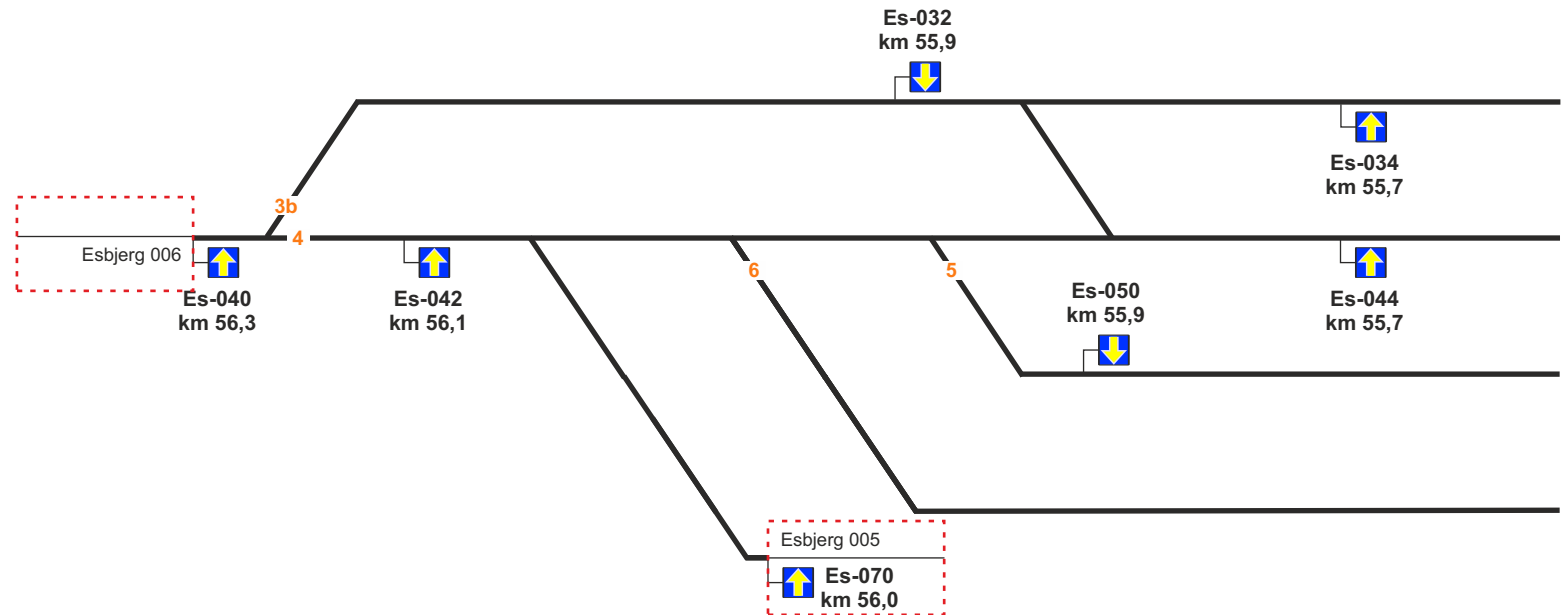 Es-032
km 55,9
Es-034
km 55,7
3b
4
Esbjerg 006
Es-040
km 56,3
Es-042
km 56,1
6
5
Es-050
km 55,9
Es-044
km 55,7
Esbjerg 005
Es-070
km 56,0